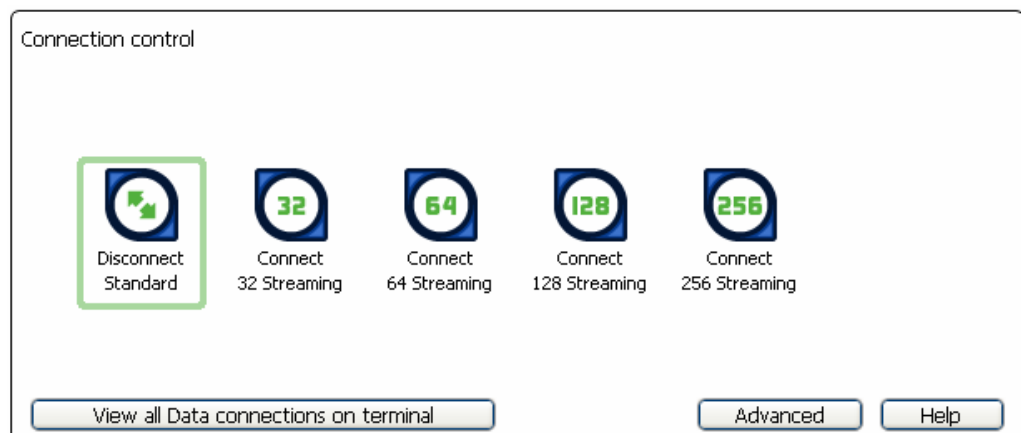 Connection control
32
64
128
256
Disconnect
Standard
Connect
32 Streaming
Connect
64 Streaming
Connect
128 Streaming
Connect
256 Streaming
View all Data connections on terminal
Advanced
Help